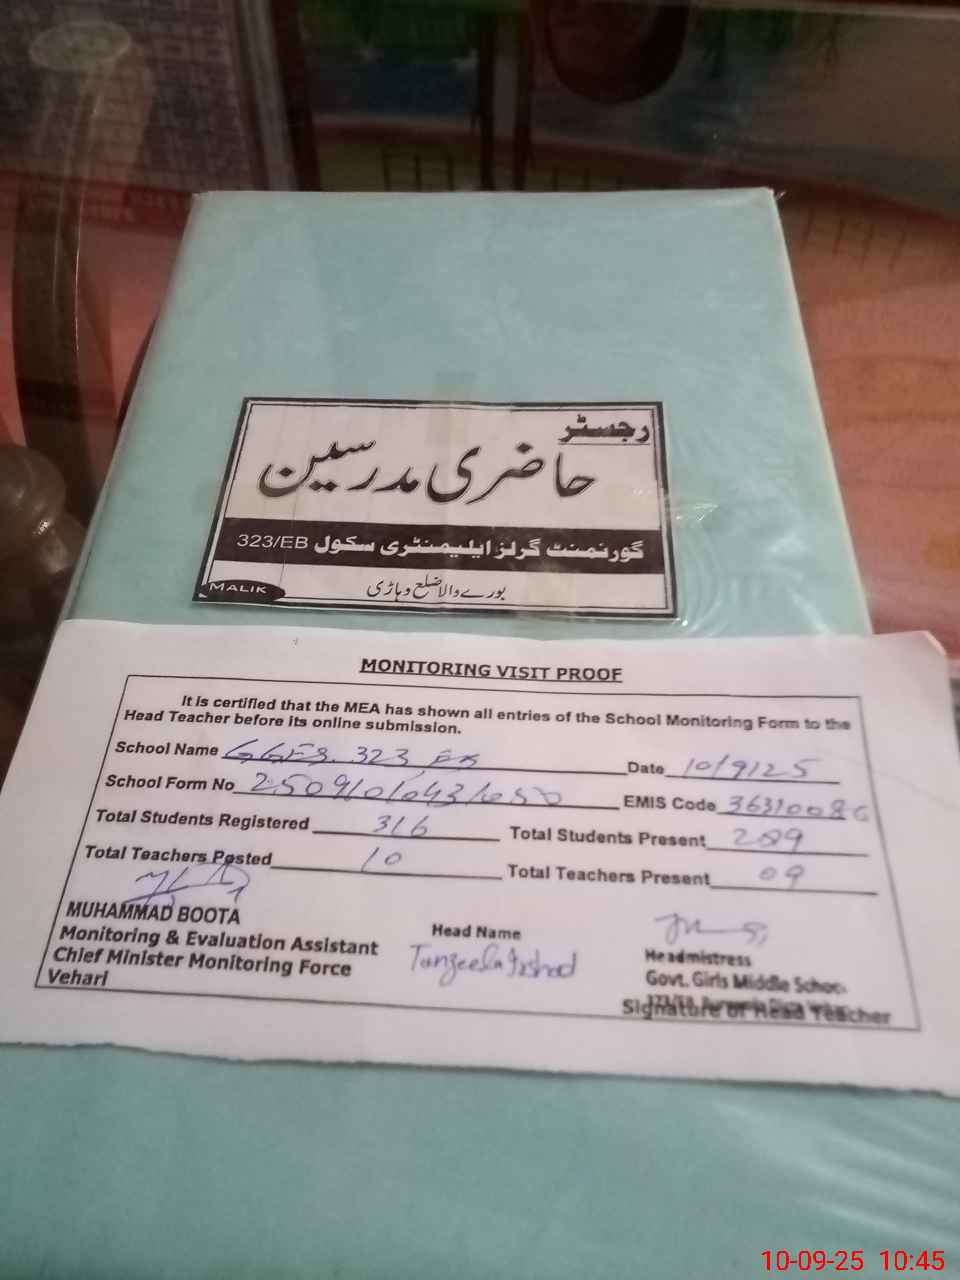 رجسٹر
حاضری مدرسین
گورنمنٹ گرلز ایلیمنٹری سکول 323/EB
بورے والا ضلع وہاڑی
MALIK
MONITORING VISIT PROOF
It is certified that the MEA has shown all entries of the School Monitoring Form to the
Head Teacher before its online submission.
School Name GGES. 323 EB Date 10/9/25
School Form No EMIS Code 36310086
Total Students Registered 316 Total Students Present 289
Total Teachers Posted 10 Total Teachers Present 09
MUHAMMAD BOOTA
Monitoring & Evaluation Assistant
Chief Minister Monitoring Force
Vehari
Head Name
Tanzeela Irshad
Headmistress
Govt. Girls Middle School
323/EB,
Signature of Head Teacher
10-09-25 10:45